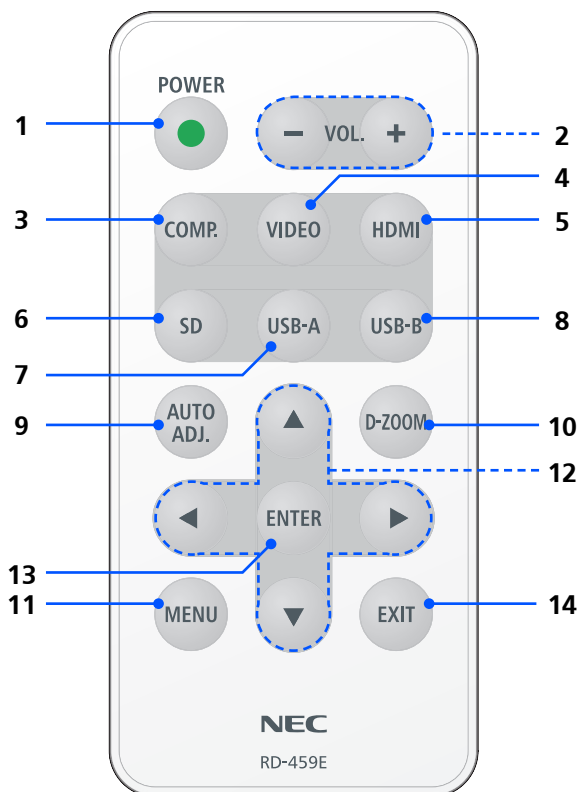 POWER
1
− VOL. +
2
4
3
COMP.
VIDEO
HDMI
5
6
SD
USB-A
USB-B
8
7
9
AUTO
ADJ.
D-ZOOM
10
12
ENTER
13
11
MENU
EXIT
14
NEC
RD-459E